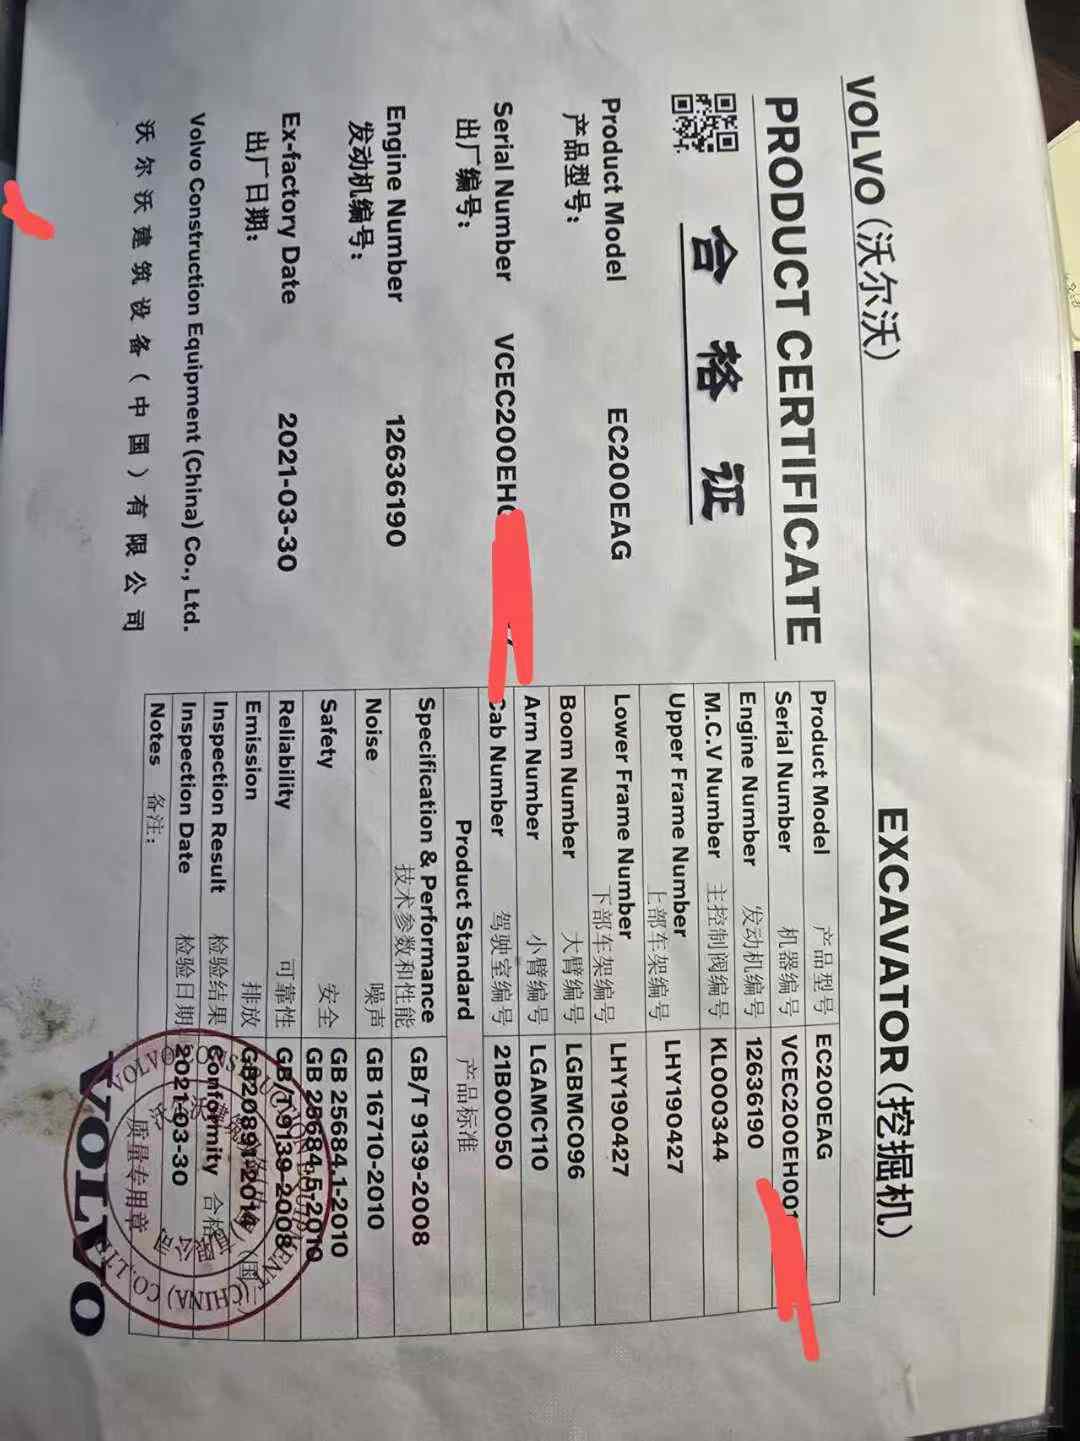 VOLVO (沃尔沃)
EXCAVATOR (挖掘机)
PRODUCT CERTIFICATE
合格证
Product Model EC200EAG
产品型号:
Serial Number VCEC200EH
出厂编号:
Engine Number 12636190
发动机编号:
Ex-factory Date 2021-03-30
出厂日期:
Volvo Construction Equipment (China) Co., Ltd.
沃尔沃建筑设备(中国)有限公司
Product Model 产品型号 EC200EAG
Serial Number 机器编号 VCEC200EH001
Engine Number 发动机编号 12636190
M.C.V Number 主控制阀编号 KL000344
Upper Frame Number 上部车架编号 LHY190427
Lower Frame Number 下部车架编号 LHY190427
Boom Number 大臂编号 LGBMC096
Arm Number 小臂编号 LGAMC110
Cab Number 驾驶室编号 21B00050
Product Standard 产品标准
Specification & Performance 技术参数和性能 GB/T 9139-2008
Noise 噪声 GB 16710-2010
Safety 安全 GB 25684.1-2010
GB 25684.5-2010
Reliability 可靠性 GB/T 9139-2008
Emission 排放 GB20891-2014
Inspection Result 检验结果 Conformity 合格
Inspection Date 检验日期 2021-03-30
Notes 备注:
VOLVO CONSTRUCTION EQUIPMENT (CHINA) CO.,LTD.
质量专用章
VOLVO